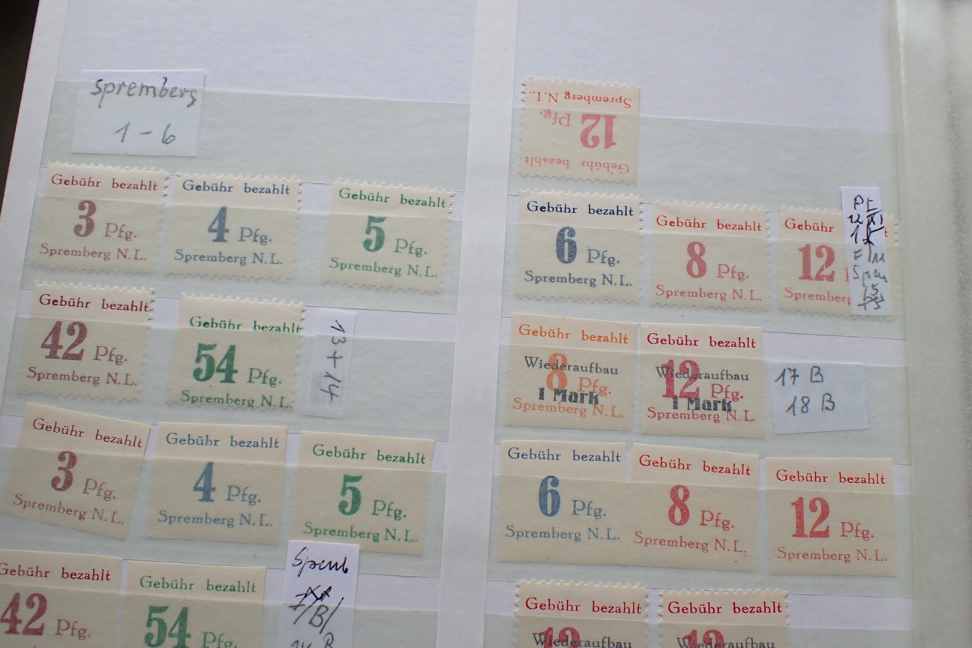 Spremberg
1-6
Gebühr bezahlt
3 Pfg.
Spremberg N.L.
Gebühr bezahlt
4 Pfg.
Spremberg N.L.
Gebühr bezahlt
5 Pfg.
Spremberg N.L.
Gebühr bezahlt
42 Pfg.
Spremberg N.L.
Gebühr bezahlt
54 Pfg.
Spremberg N.L.
13+14
Gebühr bezahlt
3 Pfg.
Spremberg N.L.
Gebühr bezahlt
4 Pfg.
Spremberg N.L.
Gebühr bezahlt
5 Pfg.
Spremberg N.L.
Gebühr bezahlt
42 Pfg.
Gebühr bezahlt
54 Pfg.
Gebühr bezahlt
12 Pfg.
Spremberg N.L.
Gebühr bezahlt
6 Pfg.
Spremberg N.L.
Gebühr bezahlt
8 Pfg.
Spremberg N.L.
Gebühr
12
Spremberg
Gebühr bezahlt
Wiederaufbau
8 Pfg.
1 Mark
Spremberg N.L.
Gebühr bezahlt
Wiederaufbau
12 Pfg.
1 Mark
Spremberg N.L.
17 B
18 B
Gebühr bezahlt
6 Pfg.
Spremberg N.L.
Gebühr bezahlt
8 Pfg.
Spremberg N.L.
Gebühr bezahlt
12 Pfg.
Spremberg N.L.
Gebühr bezahlt
Wiederaufbau
12
Gebühr bezahlt
Wiederaufbau
12